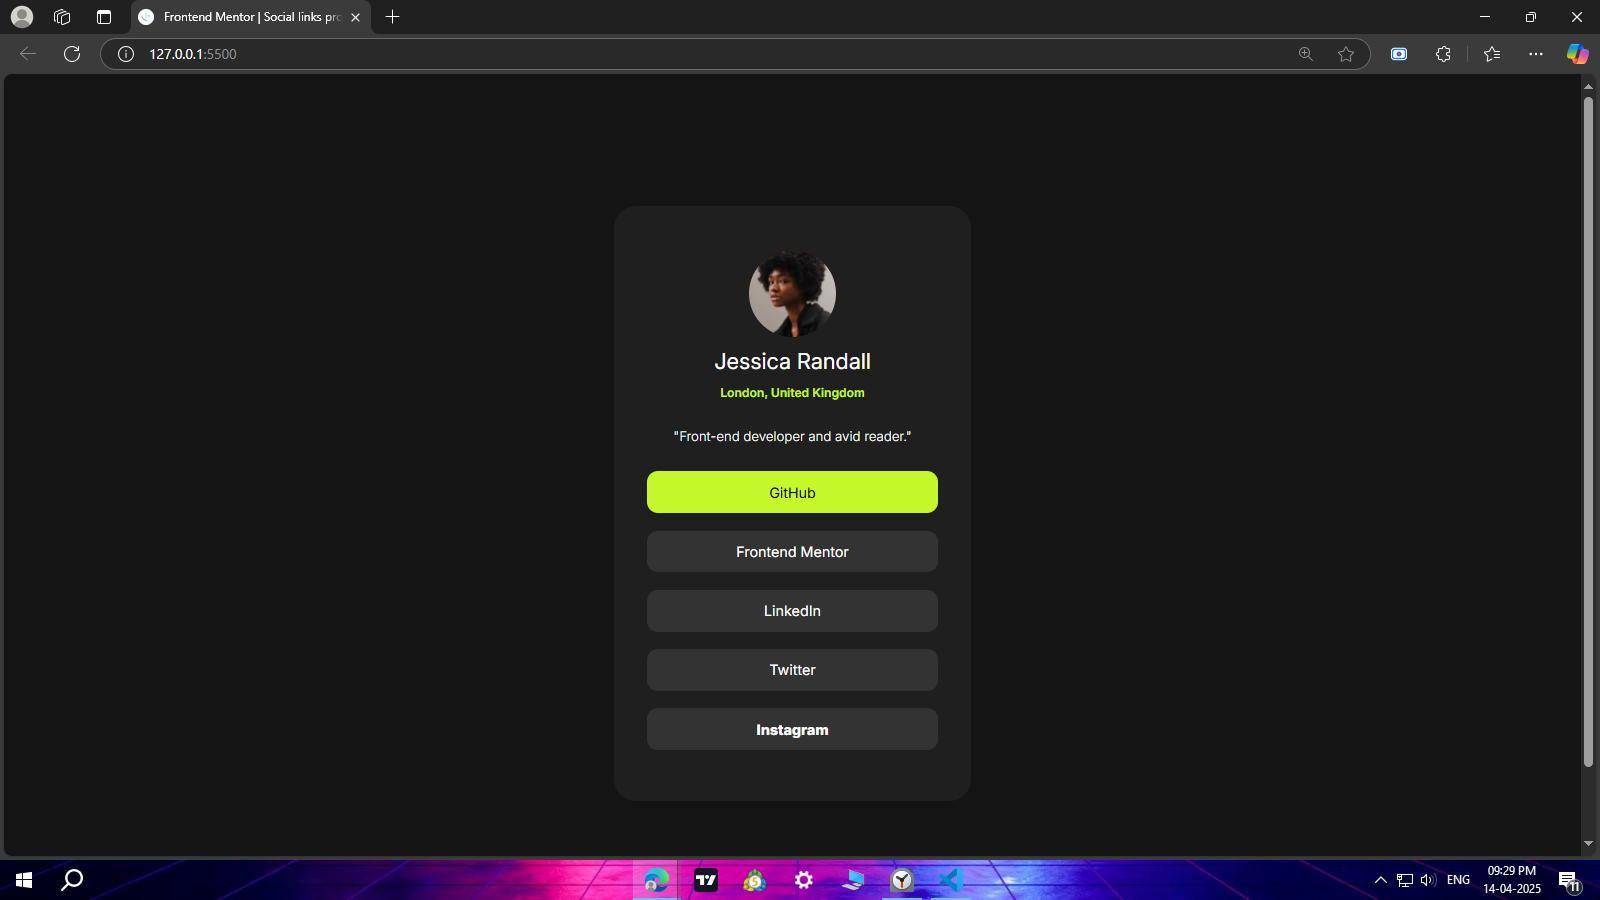 Frontend Mentor | Social links pro
127.0.0.1:5500
Jessica Randall
London, United Kingdom
"Front-end developer and avid reader."
GitHub
Frontend Mentor
LinkedIn
Twitter
Instagram
ENG
09:29 PM
14-04-2025
11